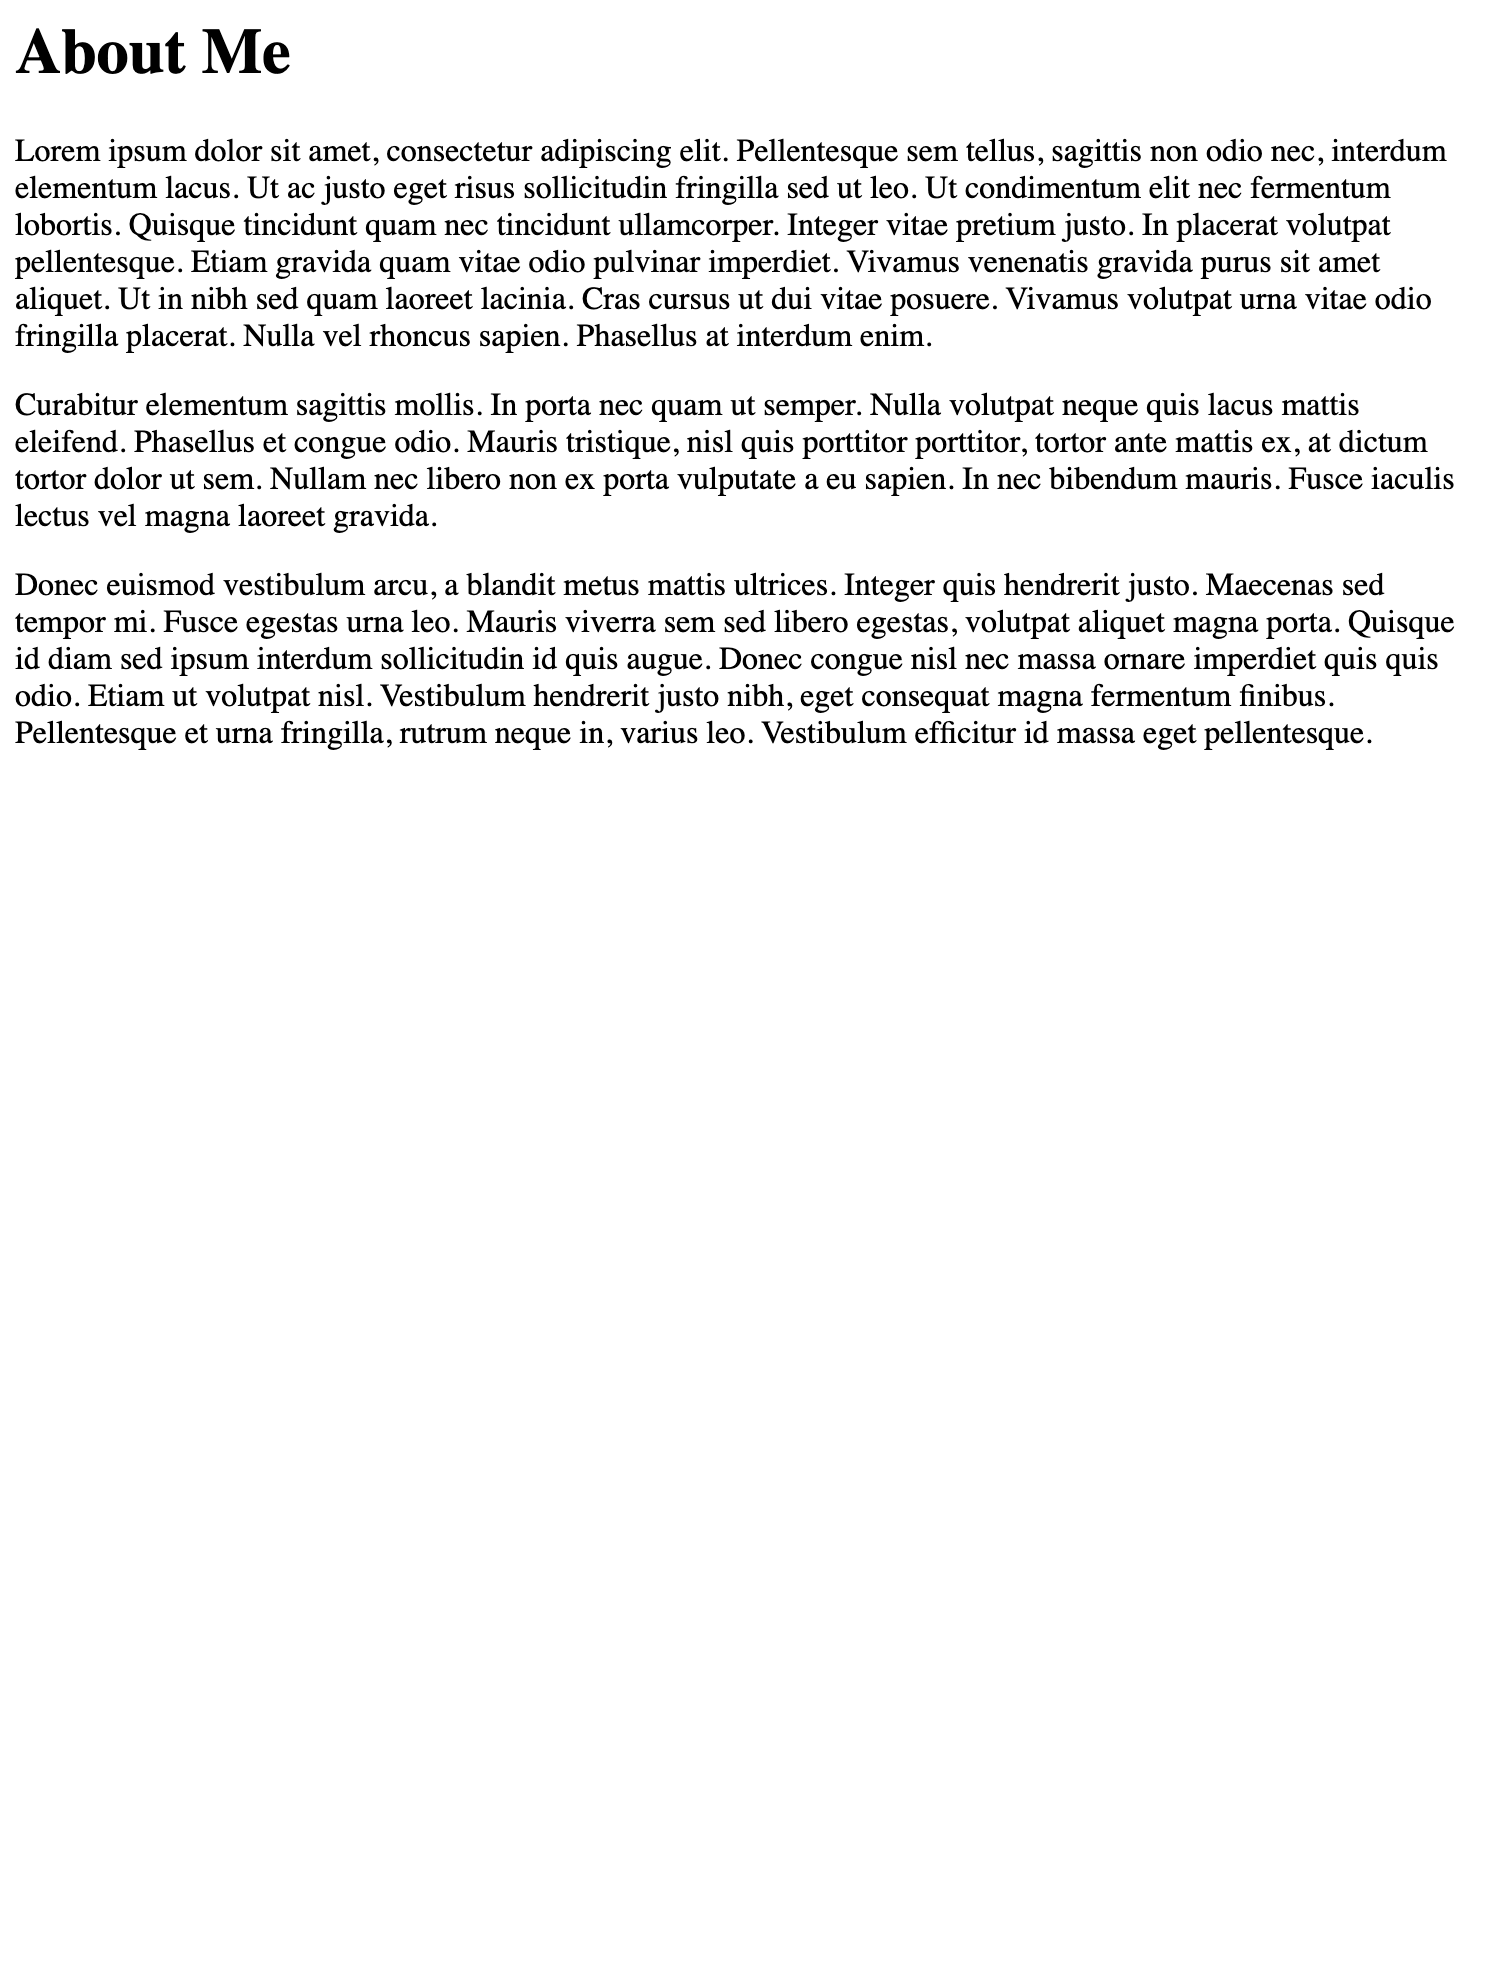 About Me
Lorem ipsum dolor sit amet, consectetur adipiscing elit. Pellentesque sem tellus, sagittis non odio nec, interdum
elementum lacus. Ut ac justo eget risus sollicitudin fringilla sed ut leo. Ut condimentum elit nec fermentum
lobortis. Quisque tincidunt quam nec tincidunt ullamcorper. Integer vitae pretium justo. In placerat volutpat
pellentesque. Etiam gravida quam vitae odio pulvinar imperdiet. Vivamus venenatis gravida purus sit amet
aliquet. Ut in nibh sed quam laoreet lacinia. Cras cursus ut dui vitae posuere. Vivamus volutpat urna vitae odio
fringilla placerat. Nulla vel rhoncus sapien. Phasellus at interdum enim.
Curabitur elementum sagittis mollis. In porta nec quam ut semper. Nulla volutpat neque quis lacus mattis
eleifend. Phasellus et congue odio. Mauris tristique, nisl quis porttitor porttitor, tortor ante mattis ex, at dictum
tortor dolor ut sem. Nullam nec libero non ex porta vulputate a eu sapien. In nec bibendum mauris. Fusce iaculis
lectus vel magna laoreet gravida.
Donec euismod vestibulum arcu, a blandit metus mattis ultrices. Integer quis hendrerit justo. Maecenas sed
tempor mi. Fusce egestas urna leo. Mauris viverra sem sed libero egestas, volutpat aliquet magna porta. Quisque
id diam sed ipsum interdum sollicitudin id quis augue. Donec congue nisl nec massa ornare imperdiet quis quis
odio. Etiam ut volutpat nisl. Vestibulum hendrerit justo nibh, eget consequat magna fermentum finibus.
Pellentesque et urna fringilla, rutrum neque in, varius leo. Vestibulum efficitur id massa eget pellentesque.